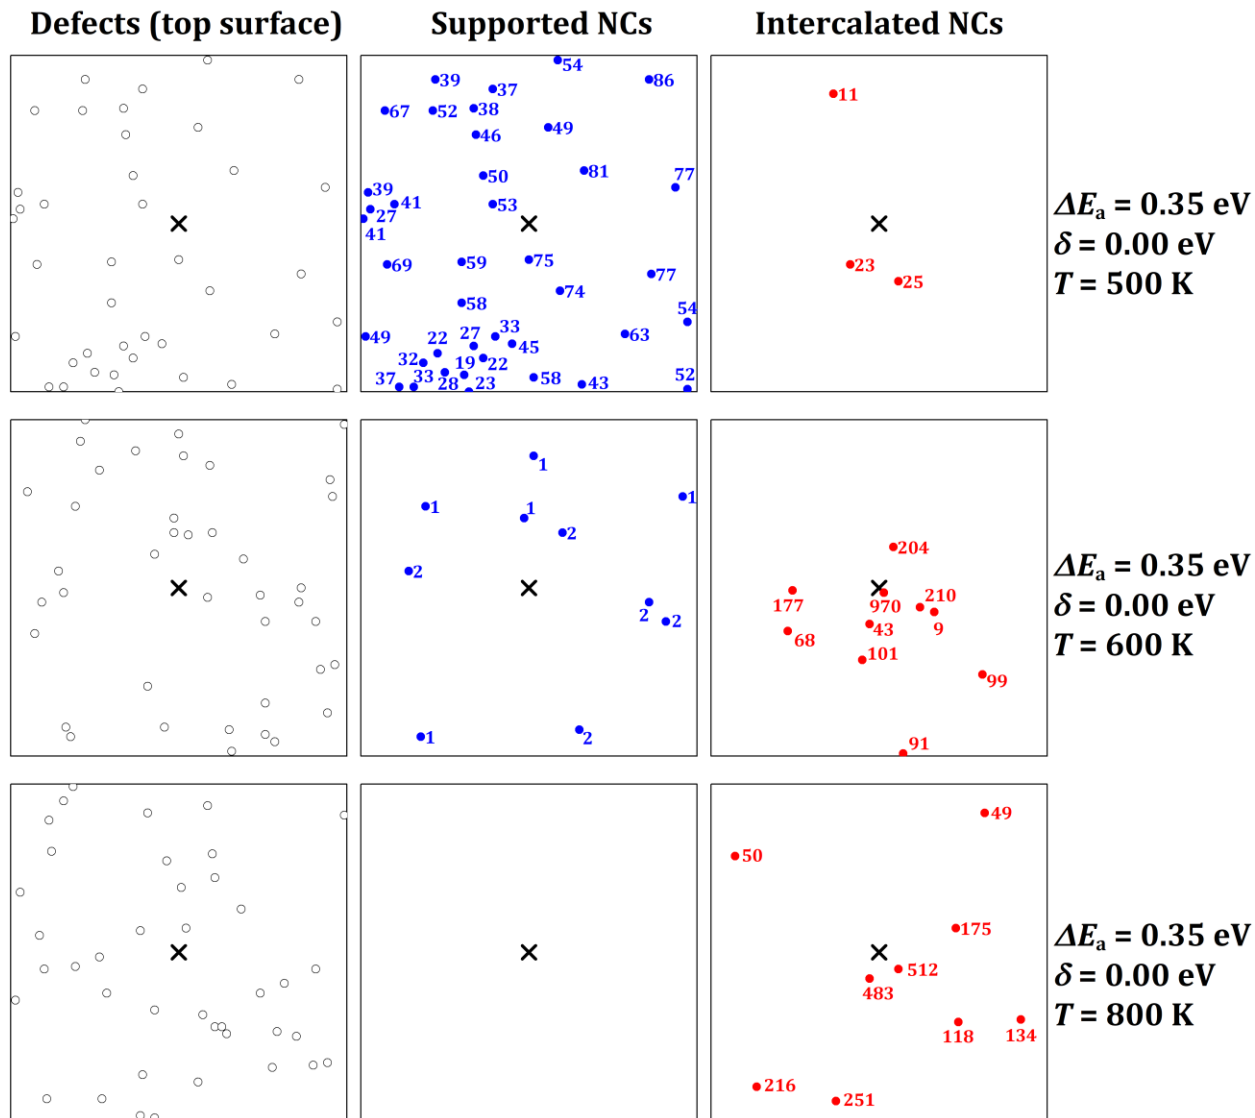 Defects (top surface) Supported NCs Intercalated NCs
54
39 86
37
11
67 52 38
49
46
81
50 77
39
41 53
27
41
ΔEa = 0.35 eV
δ = 0.00 eV
T = 500 K
69 59 75
77
23
25
74
58 54
49 27 33 63
22 45
32 19 22
37 33 28 23 58 43 52
1
1 1 1
2
2
2 2
1 2
204
177 970 210
68 43 9
101
99
91
ΔEa = 0.35 eV
δ = 0.00 eV
T = 600 K
49
50
175
512
483
118 134
216
251
ΔEa = 0.35 eV
δ = 0.00 eV
T = 800 K